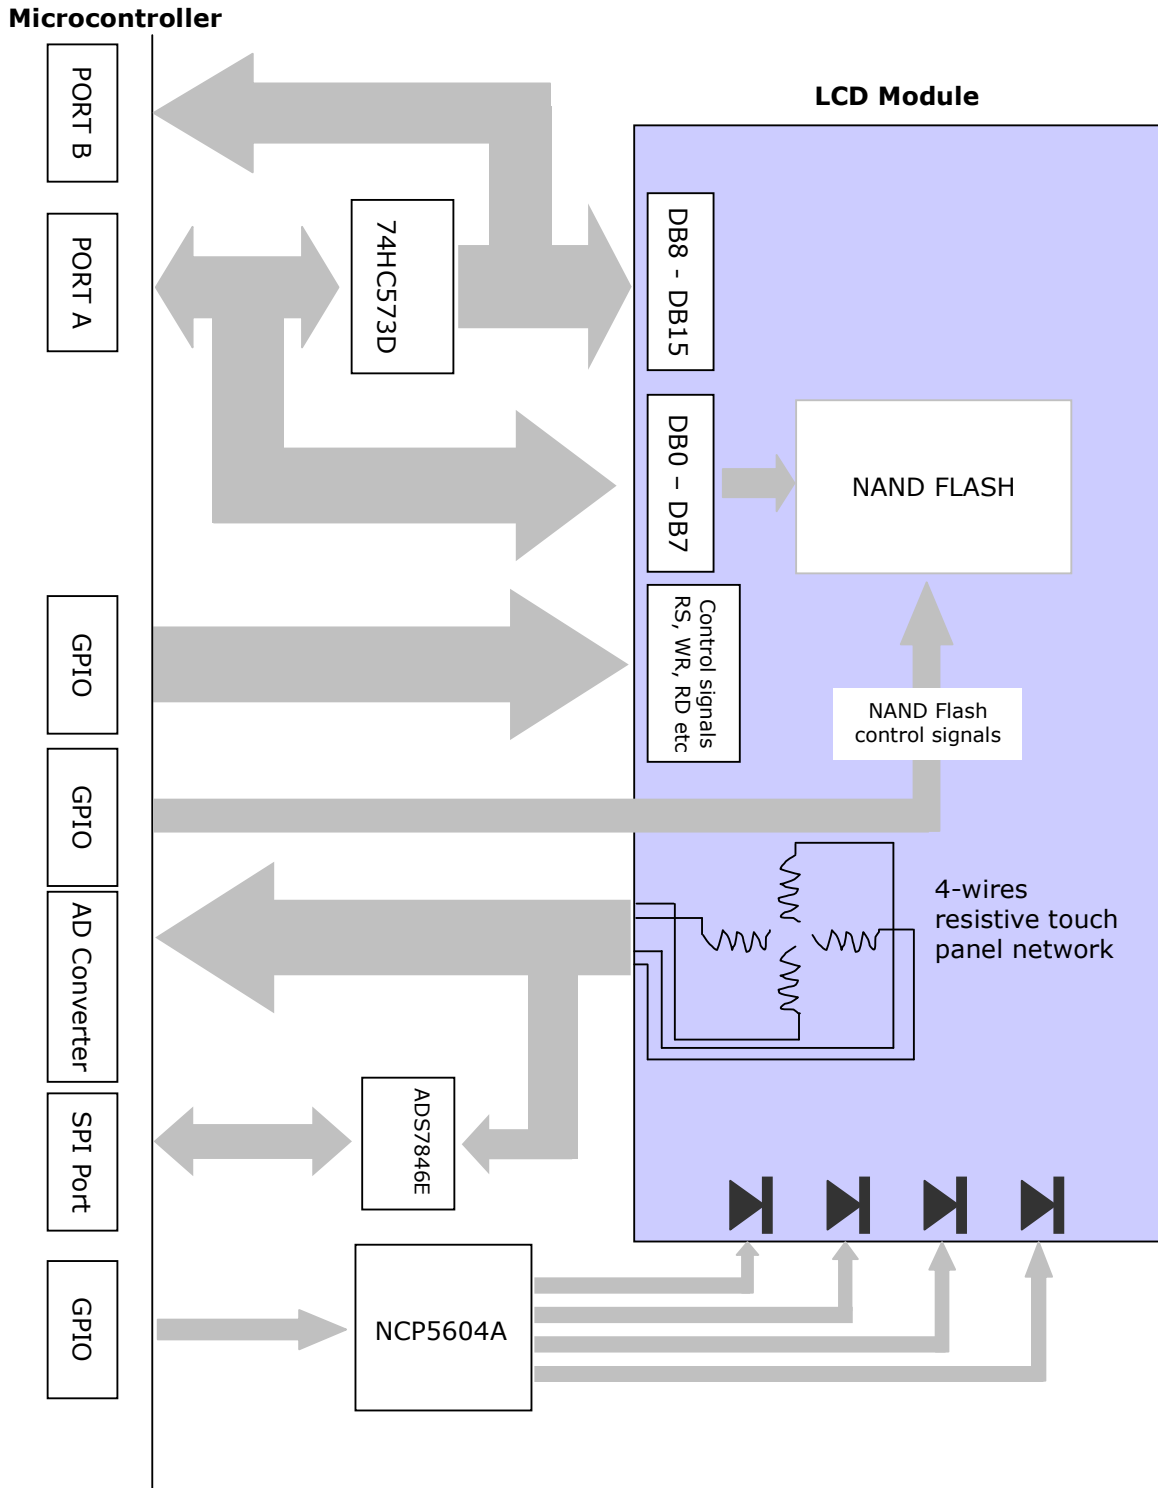 Microcontroller
LCD Module
PORT B
PORT A
74HC573D
DB8 - DB15
DB0 – DB7
NAND FLASH
Control signals
RS, WR, RD etc
GPIO
NAND Flash
control signals
GPIO
AD Converter
4-wires
resistive touch
panel network
SPI Port
ADS7846E
GPIO
NCP5604A